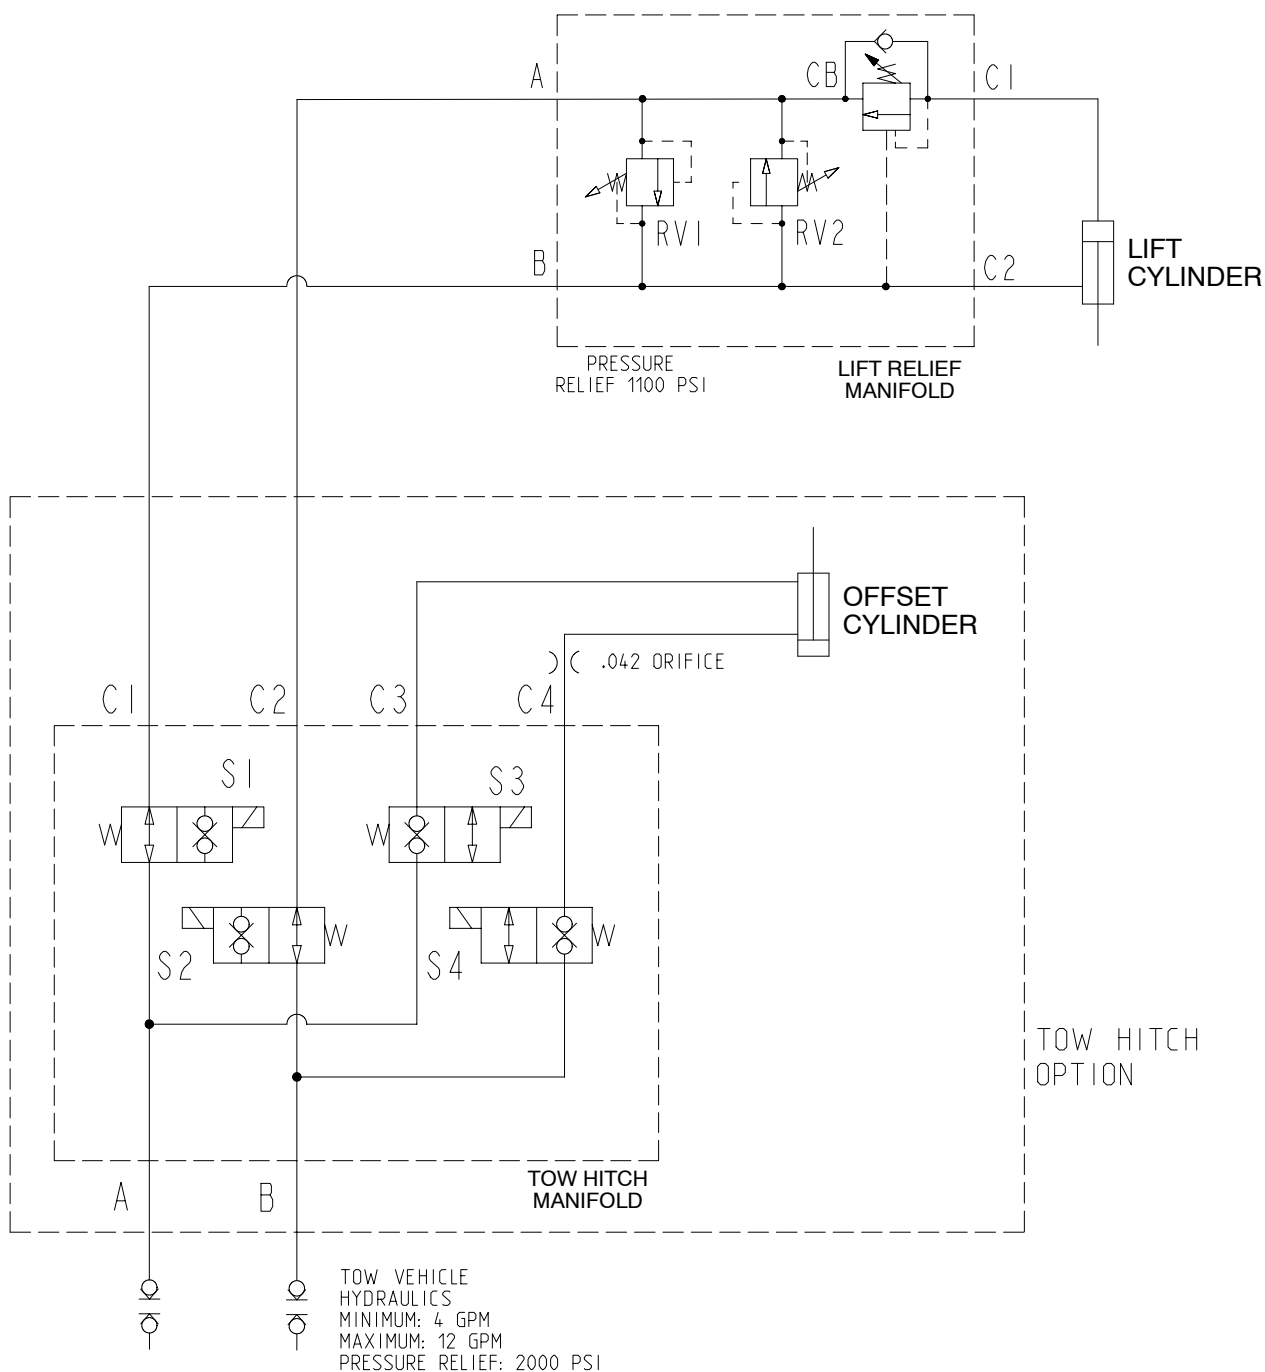 A
CB
C1
RV1
RV2
B
C2
LIFT
CYLINDER
PRESSURE
RELIEF 1100 PSI
LIFT RELIEF
MANIFOLD
OFFSET
CYLINDER
.042 ORIFICE
C1
C2
C3
C4
S1
S3
S2
S4
TOW HITCH
OPTION
TOW HITCH
MANIFOLD
A
B
TOW VEHICLE
HYDRAULICS
MINIMUM: 4 GPM
MAXIMUM: 12 GPM
PRESSURE RELIEF: 2000 PSI